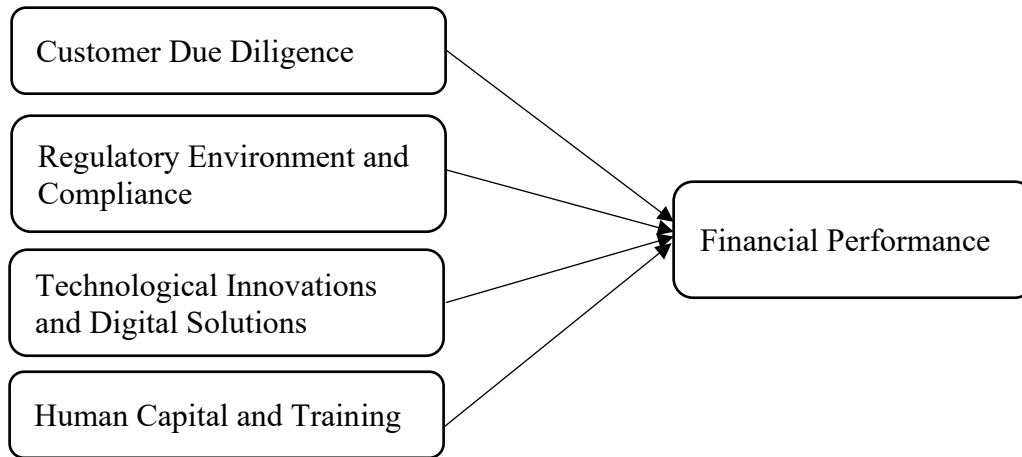 Customer Due Diligence
Regulatory Environment and
Compliance
Technological Innovations
and Digital Solutions
Human Capital and Training
Financial Performance